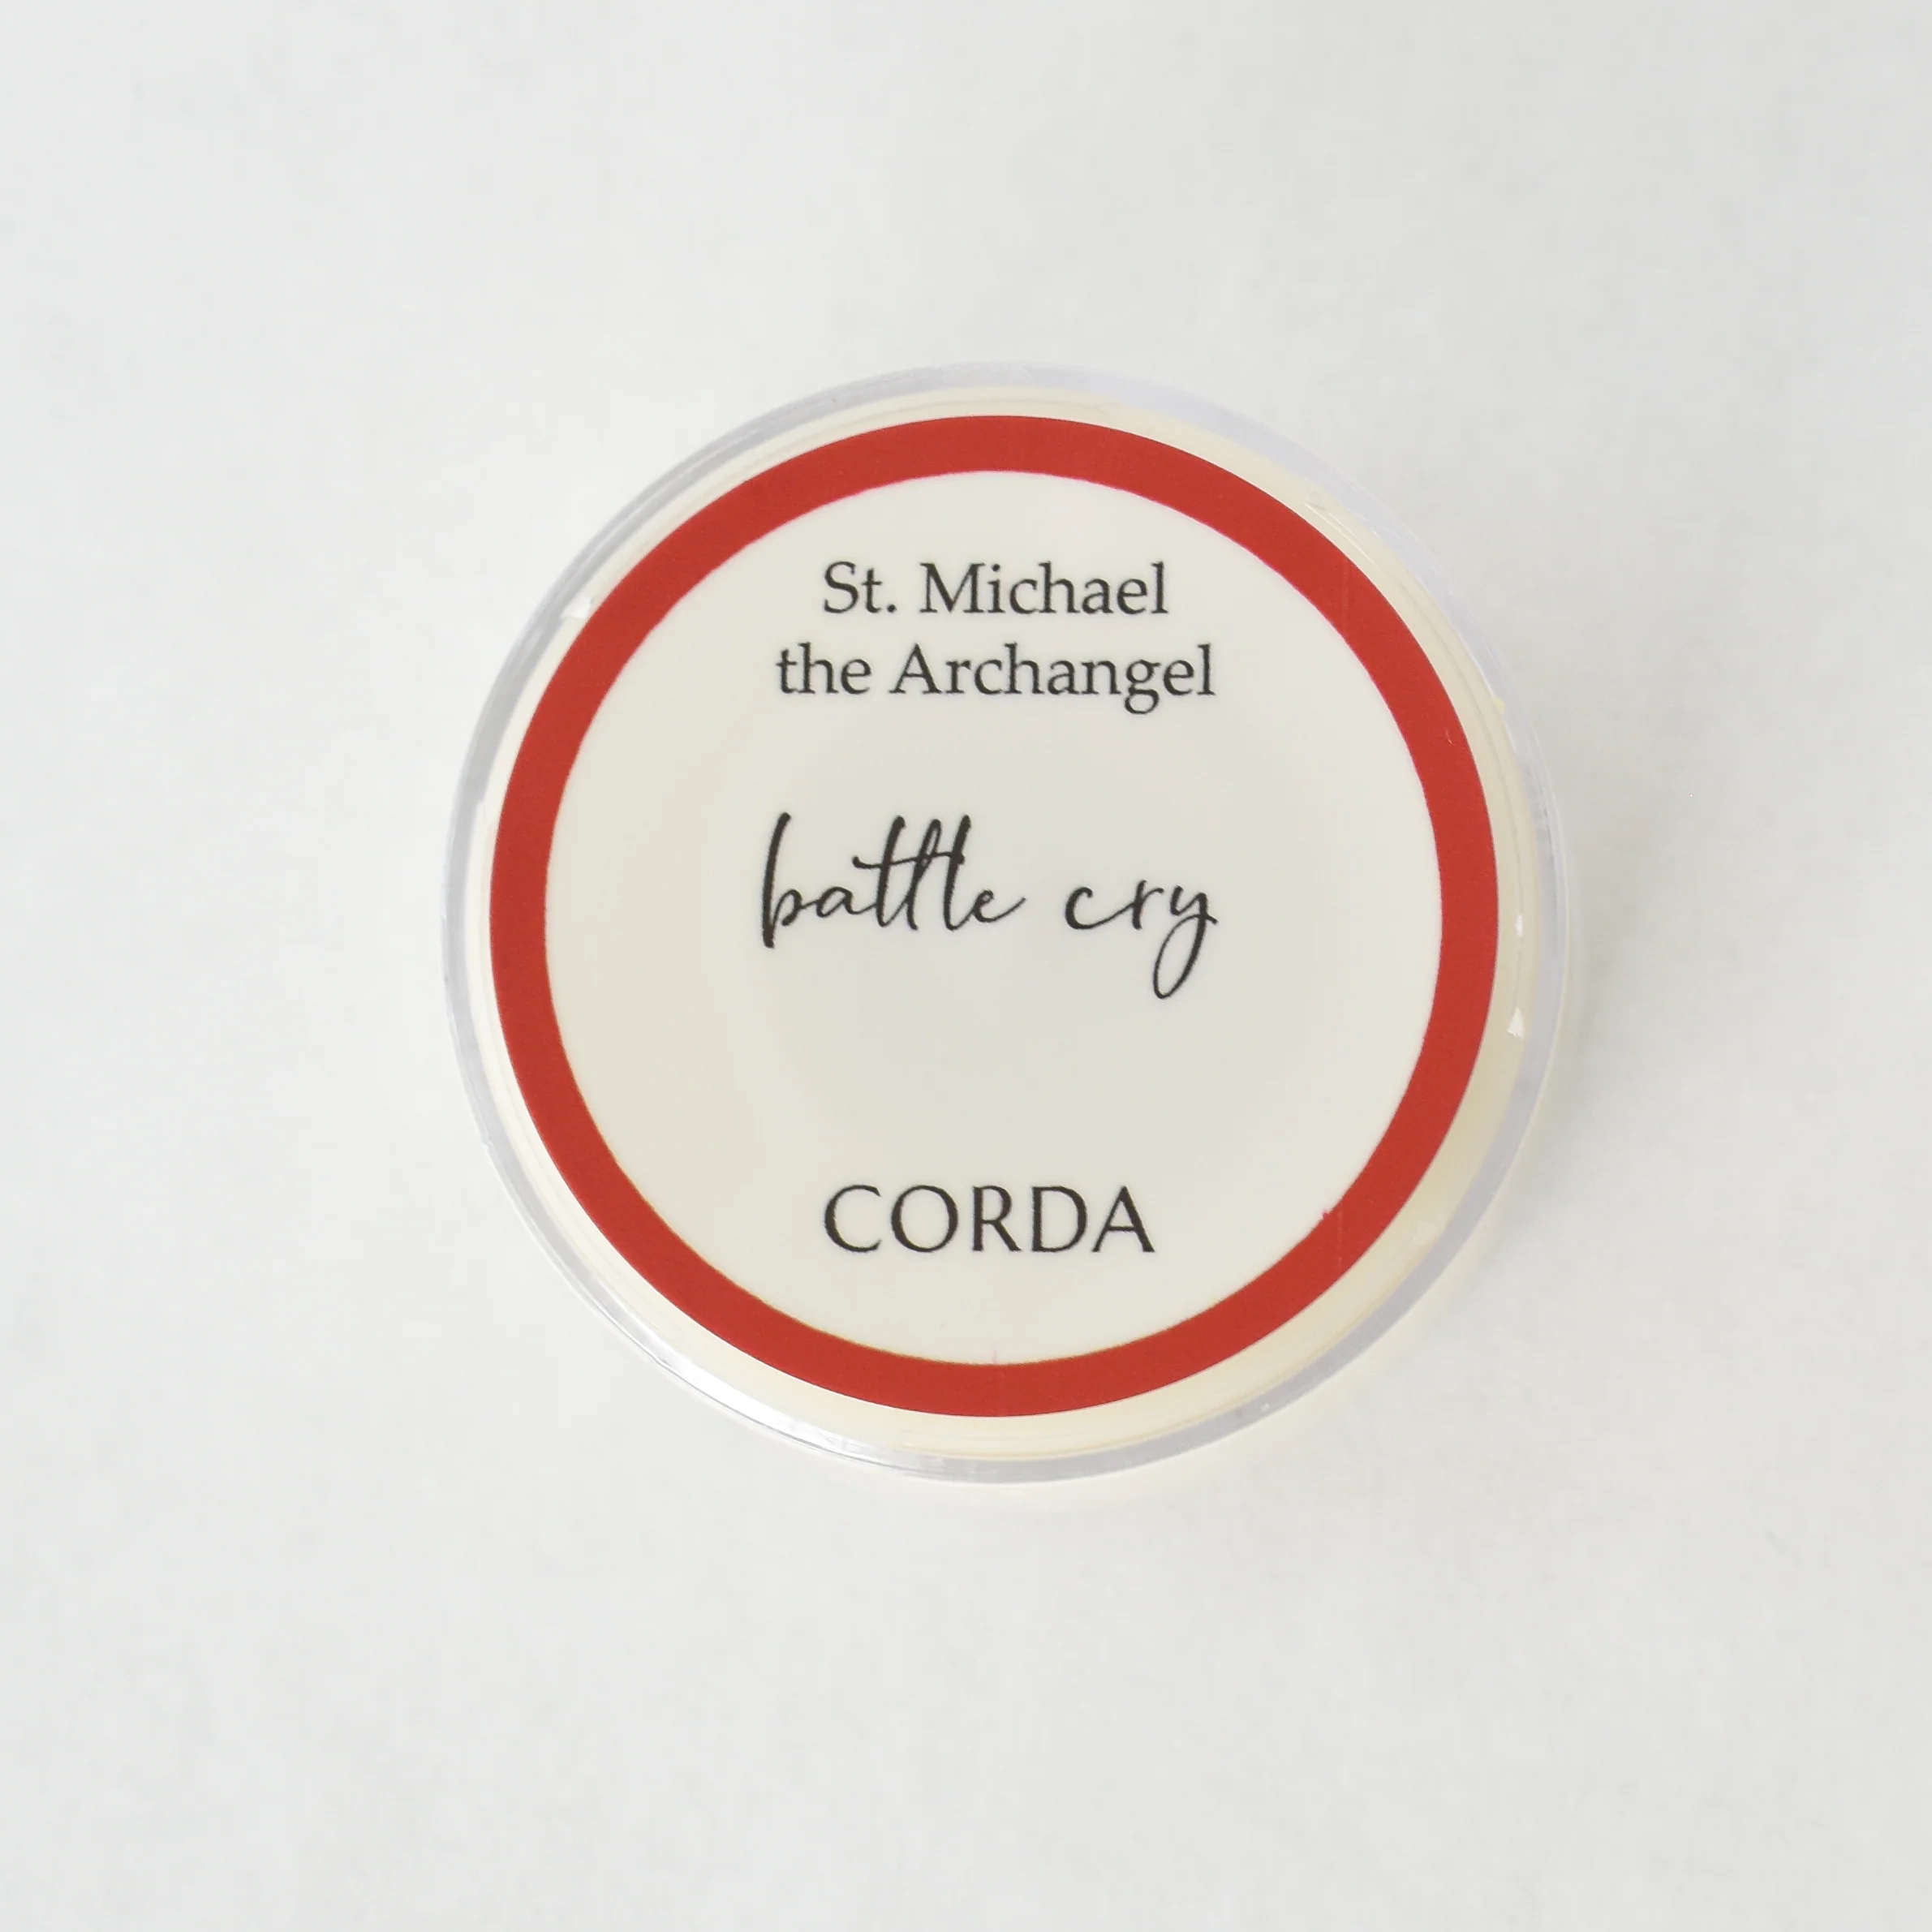 St. Michael
the Archangel
battle cry
CORDA